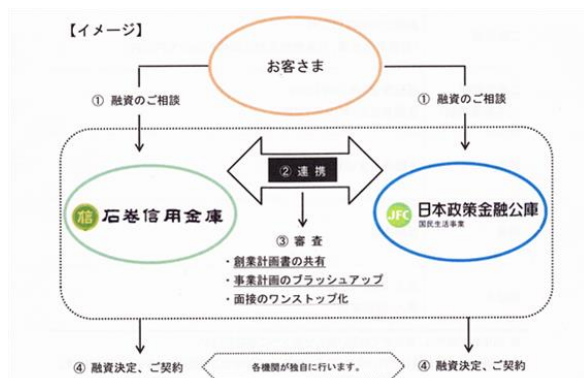 【イメージ】
お客さま
① 融資のご相談
① 融資のご相談
② 連携
信 石巻信用金庫
JFC 日本政策金融公庫
国民生活事業
③ 審査
・創業計画書の共有
・事業計画のブラッシュアップ
・面接のワンストップ化
④ 融資決定、ご契約
各機関が独自に行います。
④ 融資決定、ご契約